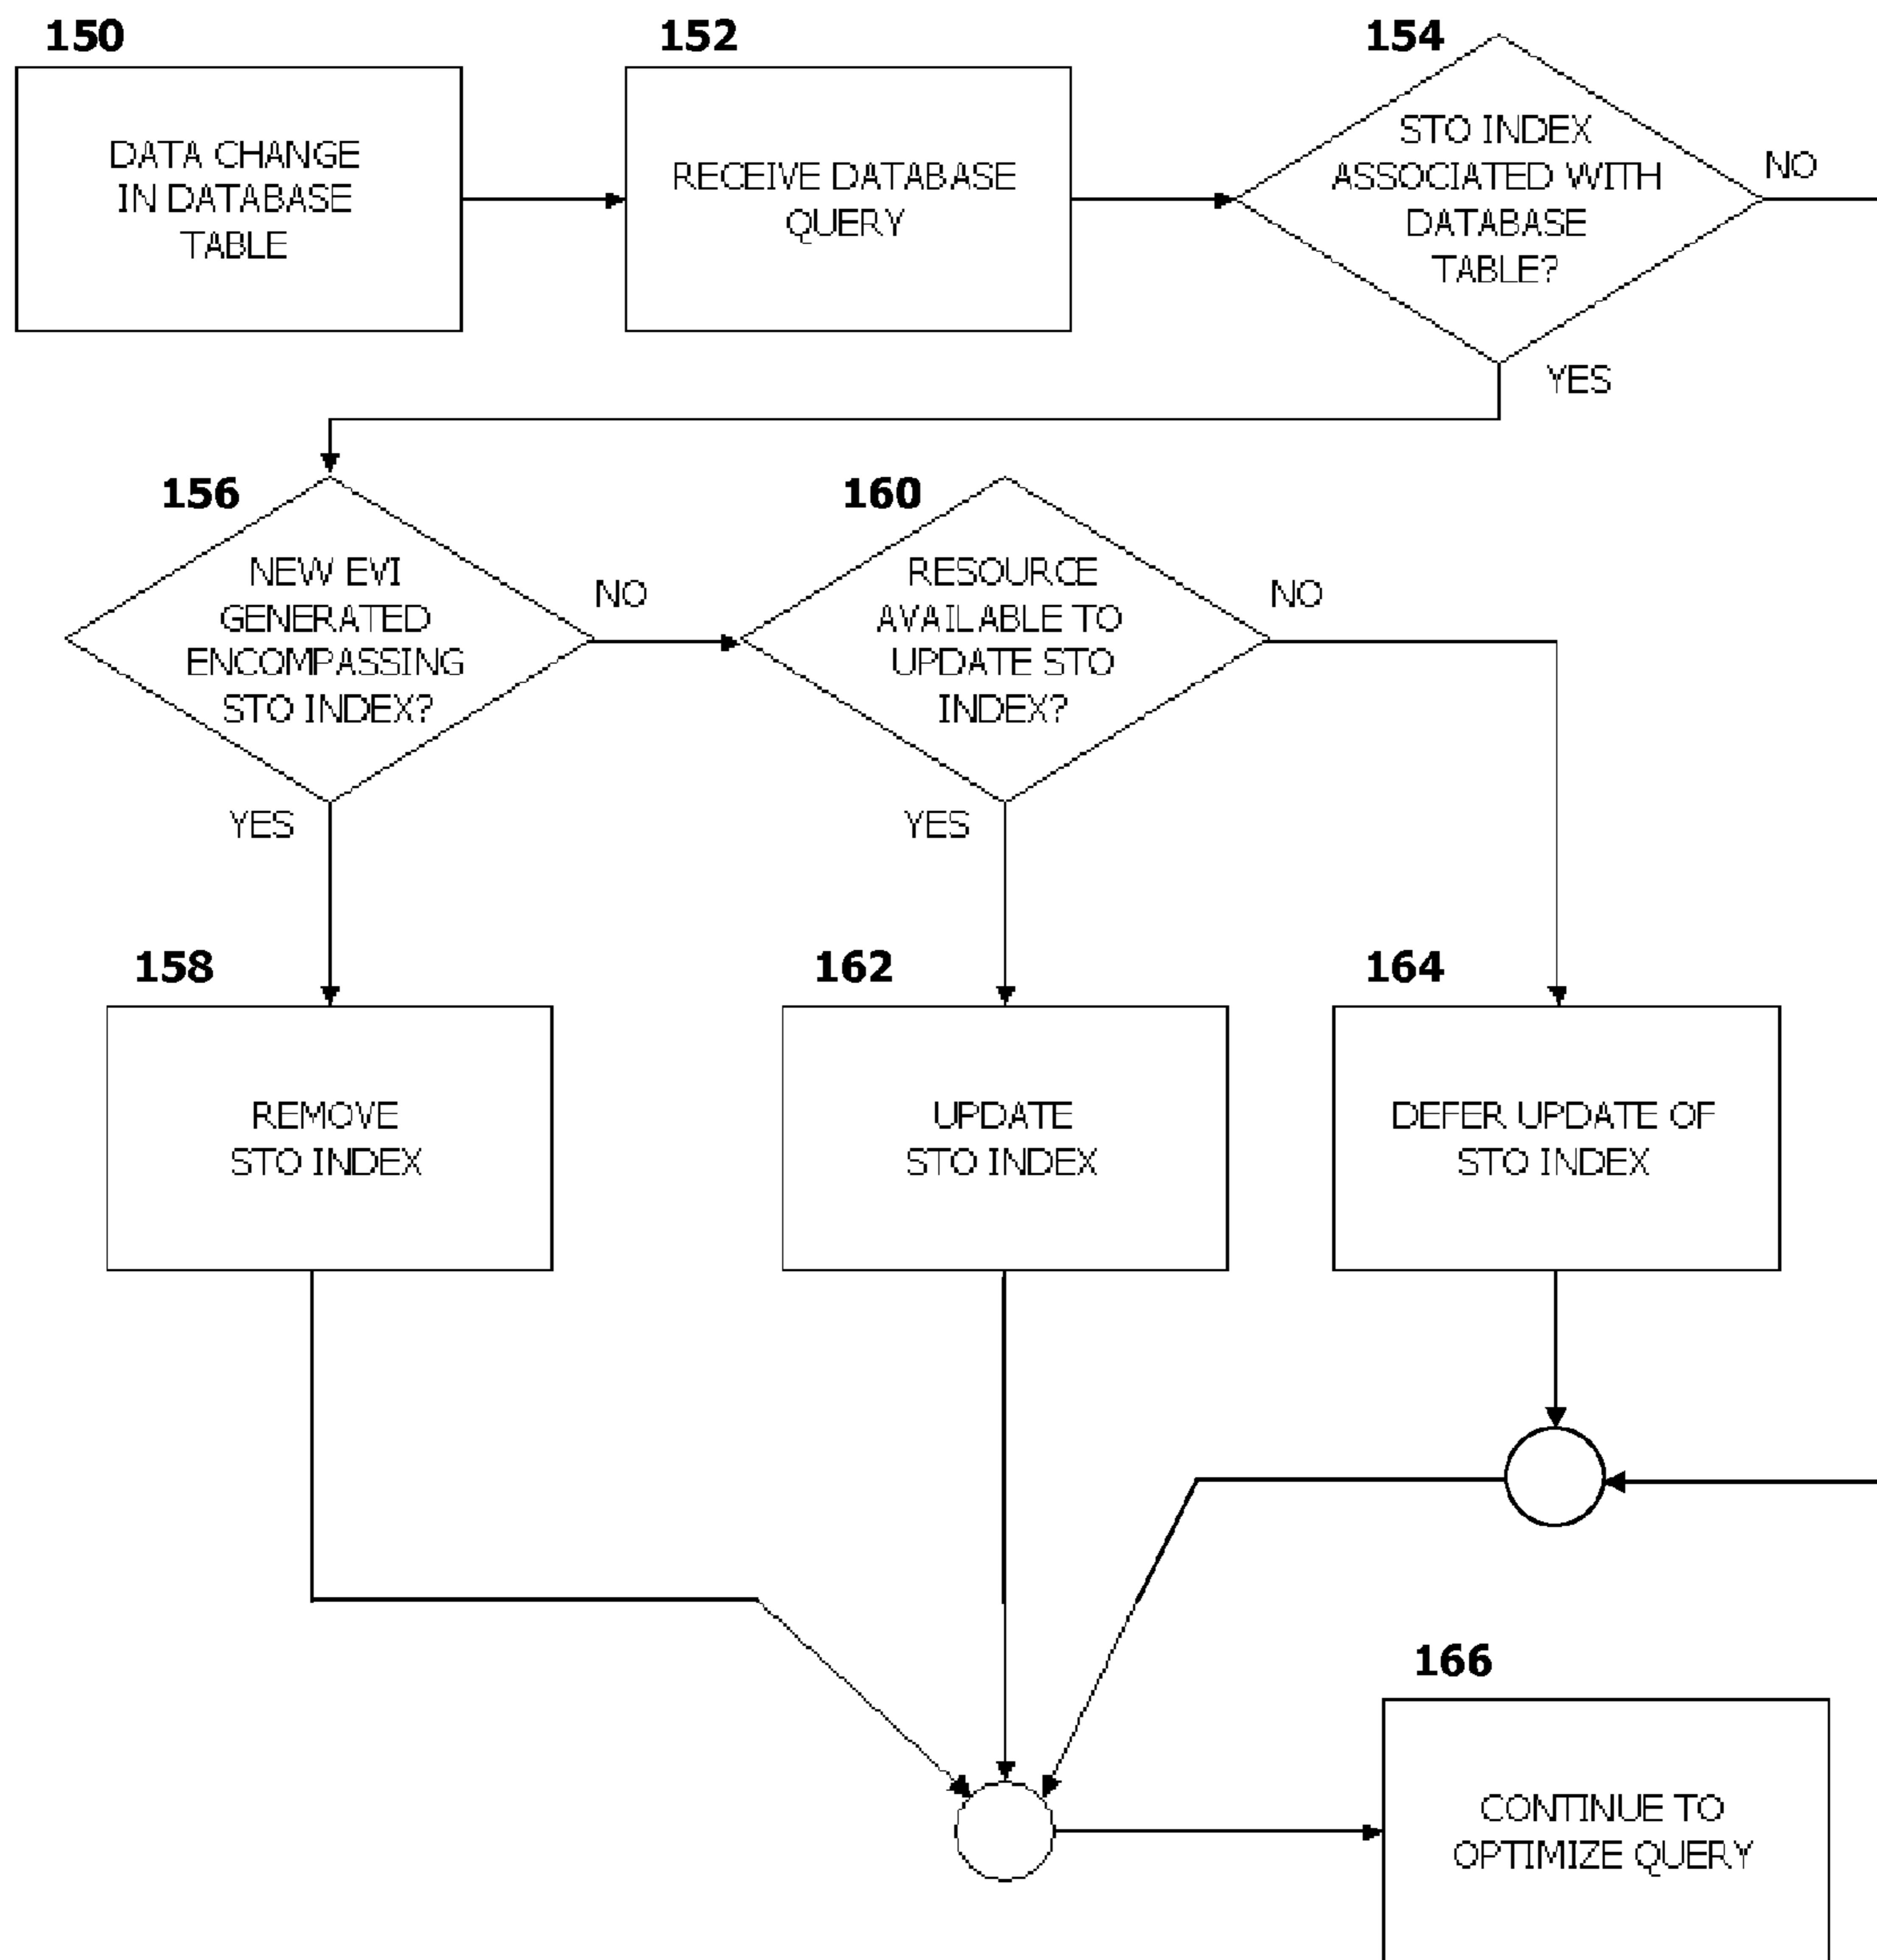 150
DATA CHANGE
IN DATABASE
TABLE
152
RECEIVE DATABASE
QUERY
154
STO INDEX
ASSOCIATED WITH
DATABASE
TABLE?
NO
YES
156
NEW EVI
GENERATED
ENCOMPASSING
STO INDEX?
NO
YES
160
RESOURCE
AVAILABLE TO
UPDATE STO
INDEX?
NO
YES
158
REMOVE
STO INDEX
162
UPDATE
STO INDEX
164
DEFER UPDATE OF
STO INDEX
166
CONTINUE TO
OPTIMIZE QUERY